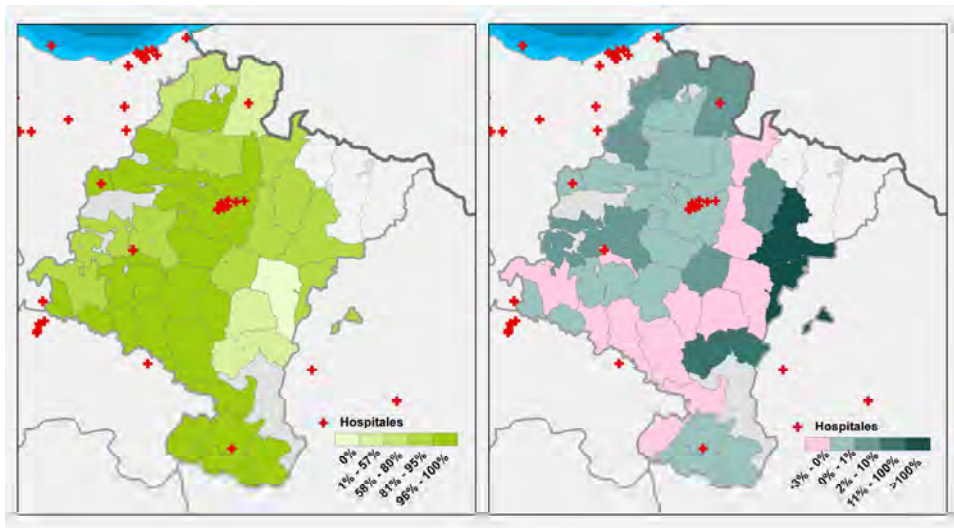 Hospitales
0%
-1% - 57%
58% - 80%
81% - 95%
96% - 100%
Hospitales
-3% - 0%
0% - 1%
2% - 10%
11% - 100%
>100%